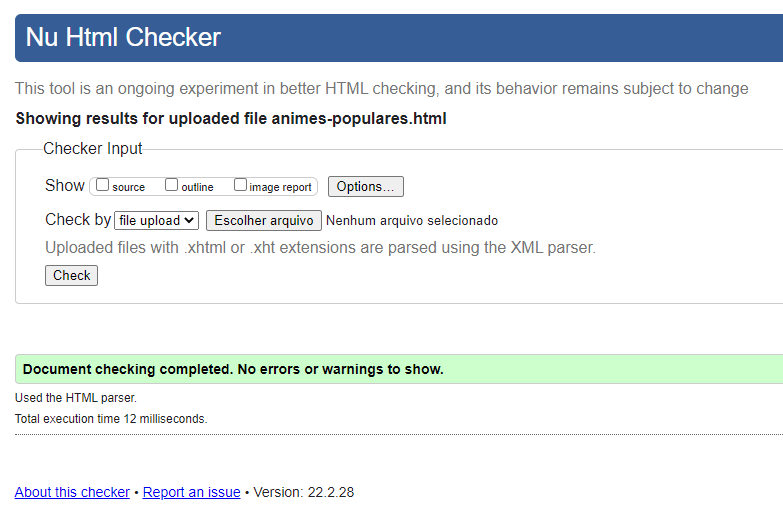 Nu Html Checker
This tool is an ongoing experiment in better HTML checking, and its behavior remains subject to change
Showing results for uploaded file animes-populares.html
Checker Input
Show source outline image report Options...
Check by file upload Escolher arquivo Nenhum arquivo selecionado
Uploaded files with .xhtml or .xht extensions are parsed using the XML parser.
Check
Document checking completed. No errors or warnings to show.
Used the HTML parser.
Total execution time 12 milliseconds.
About this checker • Report an issue • Version: 22.2.28